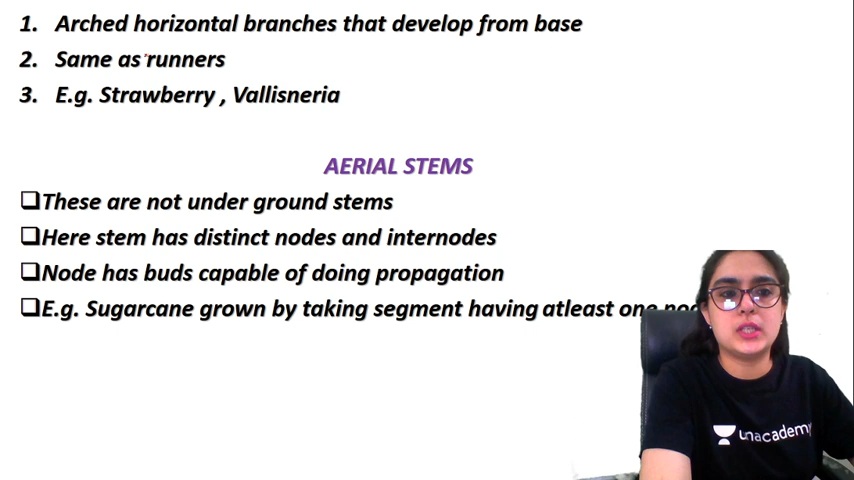 1. Arched horizontal branches that develop from base
2. Same as runners
3. E.g. Strawberry , Vallisneria
AERIAL STEMS
❑These are not under ground stems
❑Here stem has distinct nodes and internodes
❑Node has buds capable of doing propagation
❑E.g. Sugarcane grown by taking segment having atleast one
unacademy